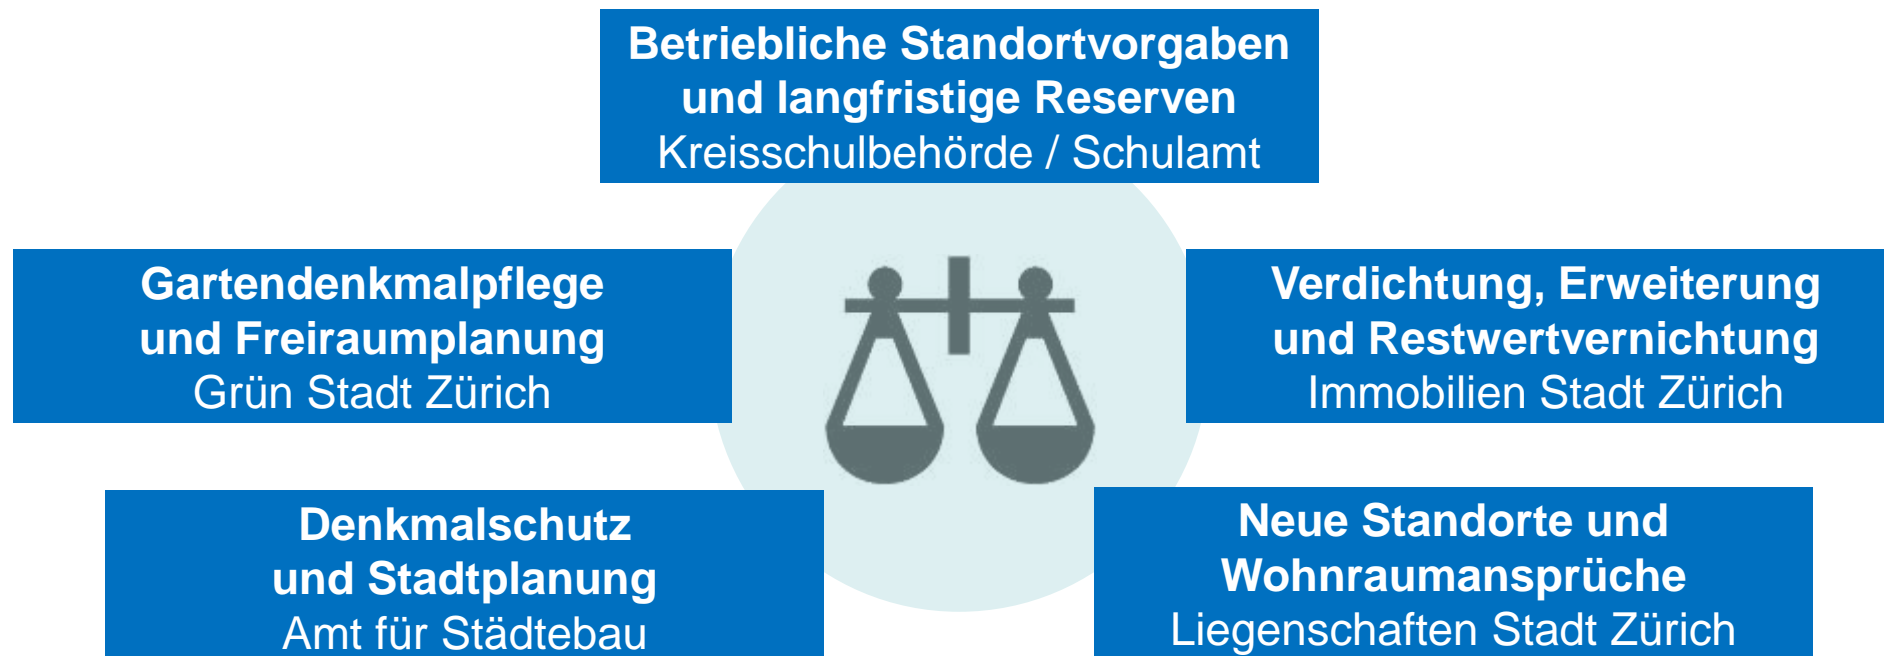 Betriebliche Standortvorgaben
und langfristige Reserven
Kreisschulbehörde / Schulamt
Gartendenkmalpflege
und Freiraumplanung
Grün Stadt Zürich
Verdichtung, Erweiterung
und Restwertvernichtung
Immobilien Stadt Zürich
Denkmalschutz
und Stadtplanung
Amt für Städtebau
Neue Standorte und
Wohnraumansprüche
Liegenschaften Stadt Zürich